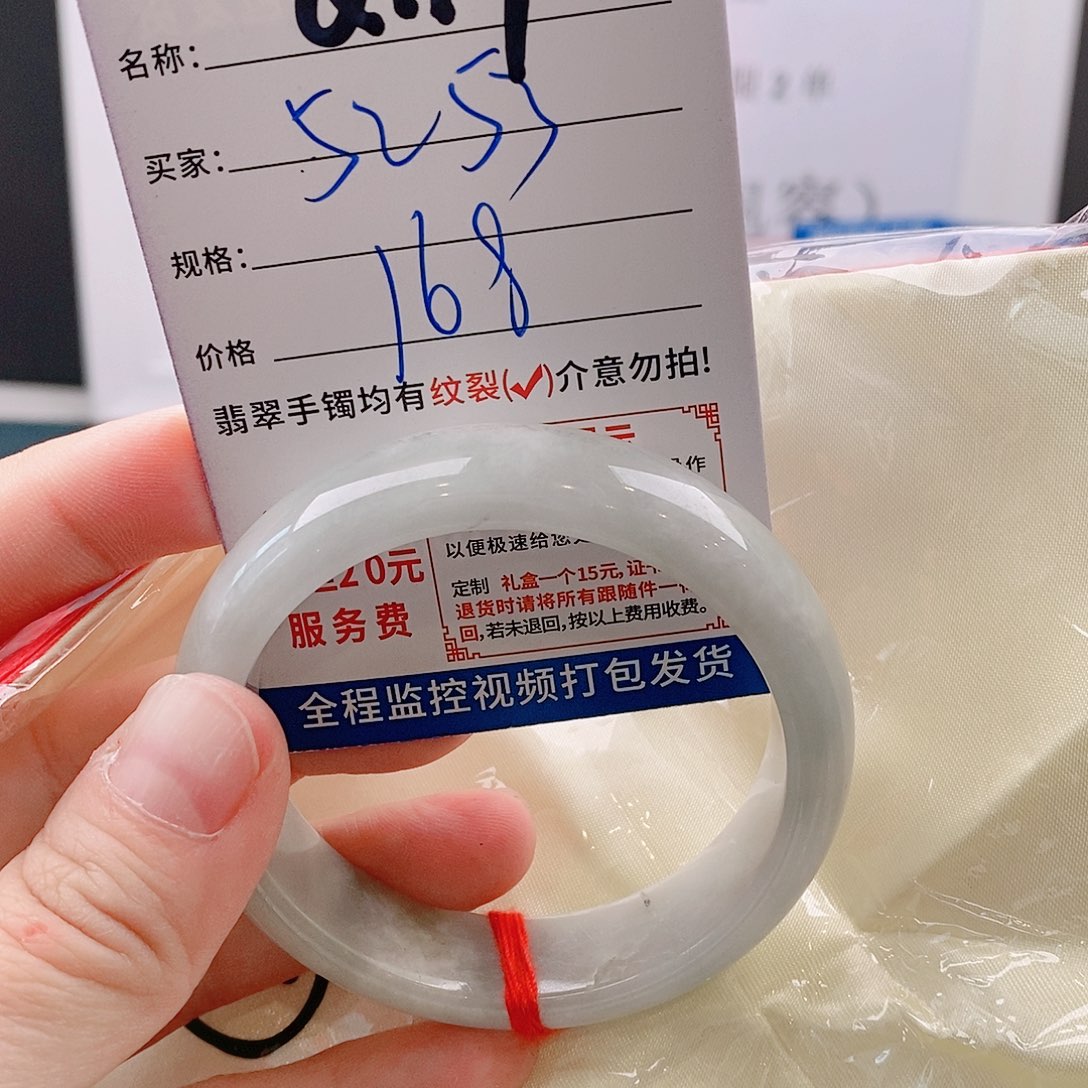 名称：
买家：5253
规格：
168
价格
翡翠手镯均有纹裂(✓)介意勿拍！
作
20元
服务费
以便极速给您
定制 礼盒一个15元，证
退货时请将所有跟随件一
回，若未退回，按以上费用收费。
全程监控视频打包发货